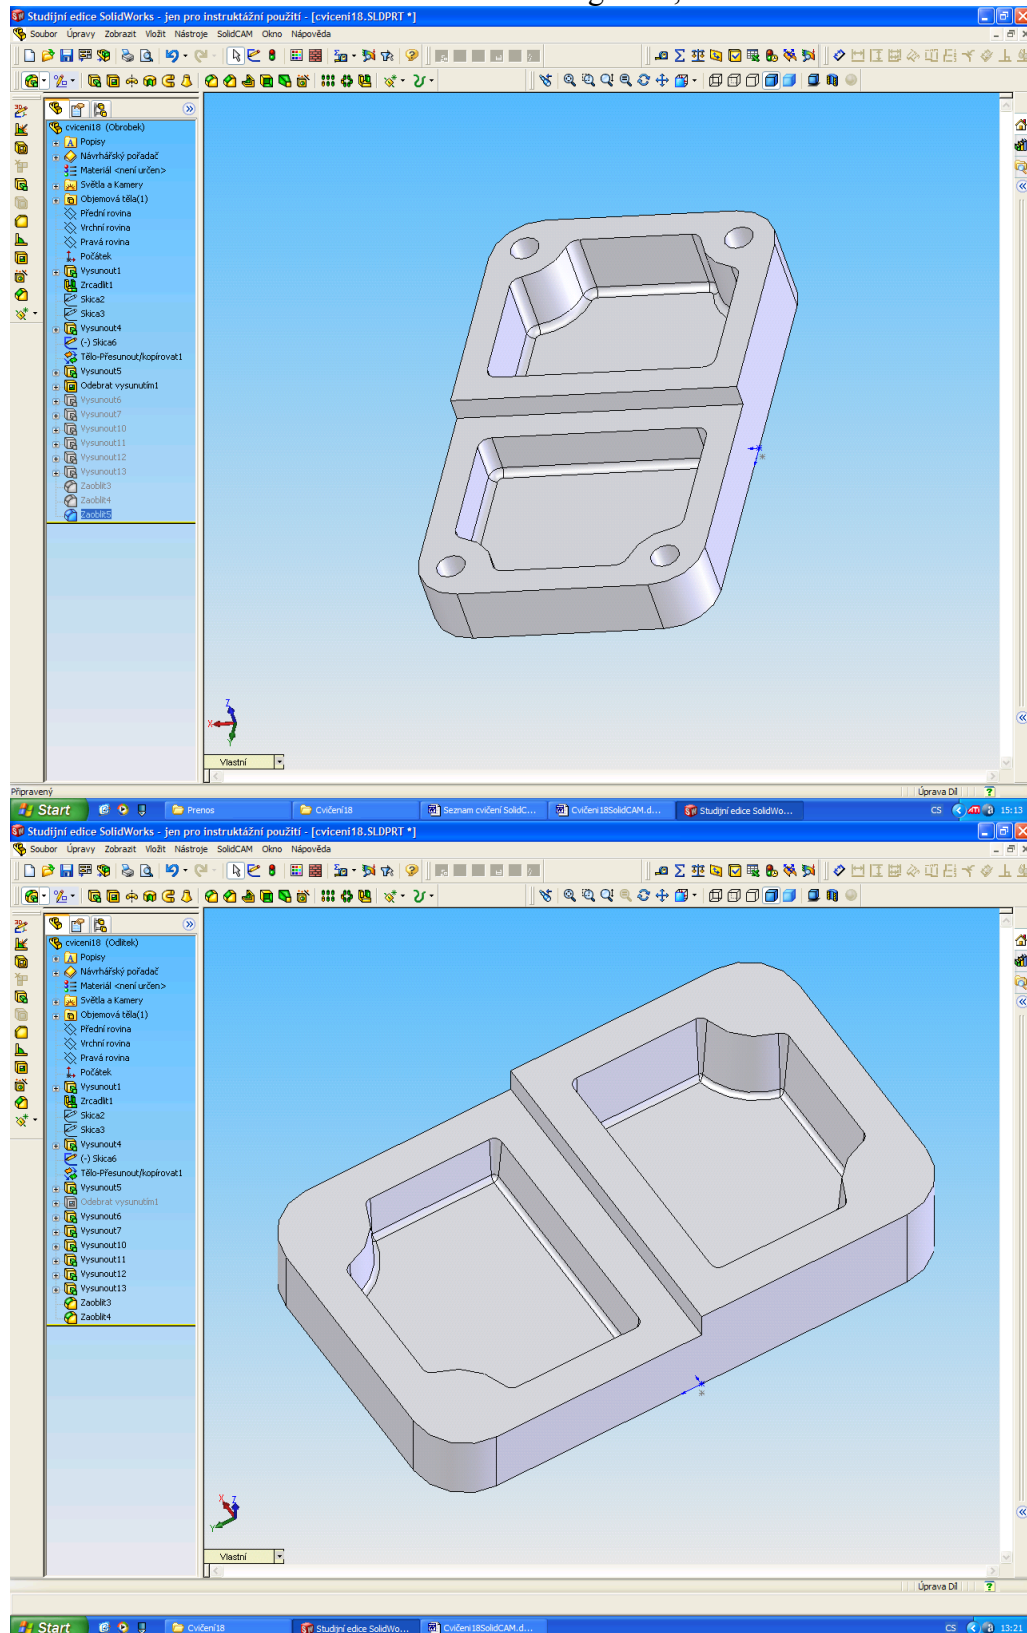 Studijní edice SolidWorks - jen pro instruktážní použití - [cviceni18.SLDPRT *]
Soubor Úpravy Zobrazit Vložit Nástroje SolidCAM Okno Nápověda
cviceni18 (Obrobek)
Popisy
Návrhářský pořadač
Materiál <není určen>
Světla a Kamery
Objemová těla(1)
Přední rovina
Vrchní rovina
Pravá rovina
Počátek
Vysunout1
Zrcadlit1
Skica2
Skica3
Vysunout4
(-) Skica6
Tělo-Přesunout/kopírovat1
Vysunout5
Odebrat vysunutím1
Vysunout6
Vysunout7
Vysunout10
Vysunout11
Vysunout12
Vysunout13
Zaoblit3
Zaoblit4
Zaoblit5
Z
X
Y
Vlastní
Připravený
Úprava Díl
Start Prenos Cvičení18 Seznam cvičení SolidC... Cvičení18SolidCAM.d... Studijní edice SolidWo... CS 15:13
Studijní edice SolidWorks - jen pro instruktážní použití - [cviceni18.SLDPRT *]
Soubor Úpravy Zobrazit Vložit Nástroje SolidCAM Okno Nápověda
cviceni18 (Odlitek)
Popisy
Návrhářský pořadač
Materiál <není určen>
Světla a Kamery
Objemová těla(1)
Přední rovina
Vrchní rovina
Pravá rovina
Počátek
Vysunout1
Zrcadlit1
Skica2
Skica3
Vysunout4
(-) Skica6
Tělo-Přesunout/kopírovat1
Vysunout5
Odebrat vysunutím1
Vysunout6
Vysunout7
Vysunout10
Vysunout11
Vysunout12
Vysunout13
Zaoblit3
Zaoblit4
X Z
Y
Vlastní
Úprava Díl
Start Cvičení18 Studijní edice SolidWo... Cvičení18SolidCAM.d... CS 13:21